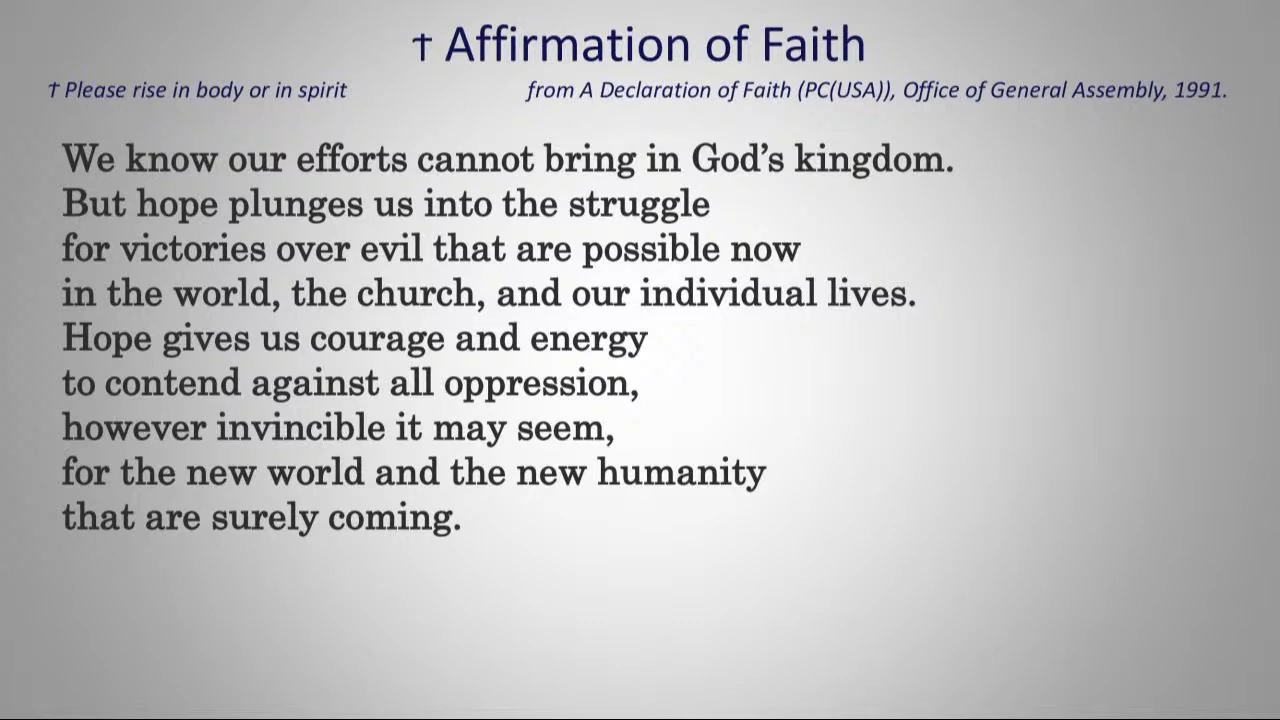 † Affirmation of Faith
† Please rise in body or in spirit
from A Declaration of Faith (PC(USA)), Office of General Assembly, 1991.
We know our efforts cannot bring in God’s kingdom.
But hope plunges us into the struggle
for victories over evil that are possible now
in the world, the church, and our individual lives.
Hope gives us courage and energy
to contend against all oppression,
however invincible it may seem,
for the new world and the new humanity
that are surely coming.